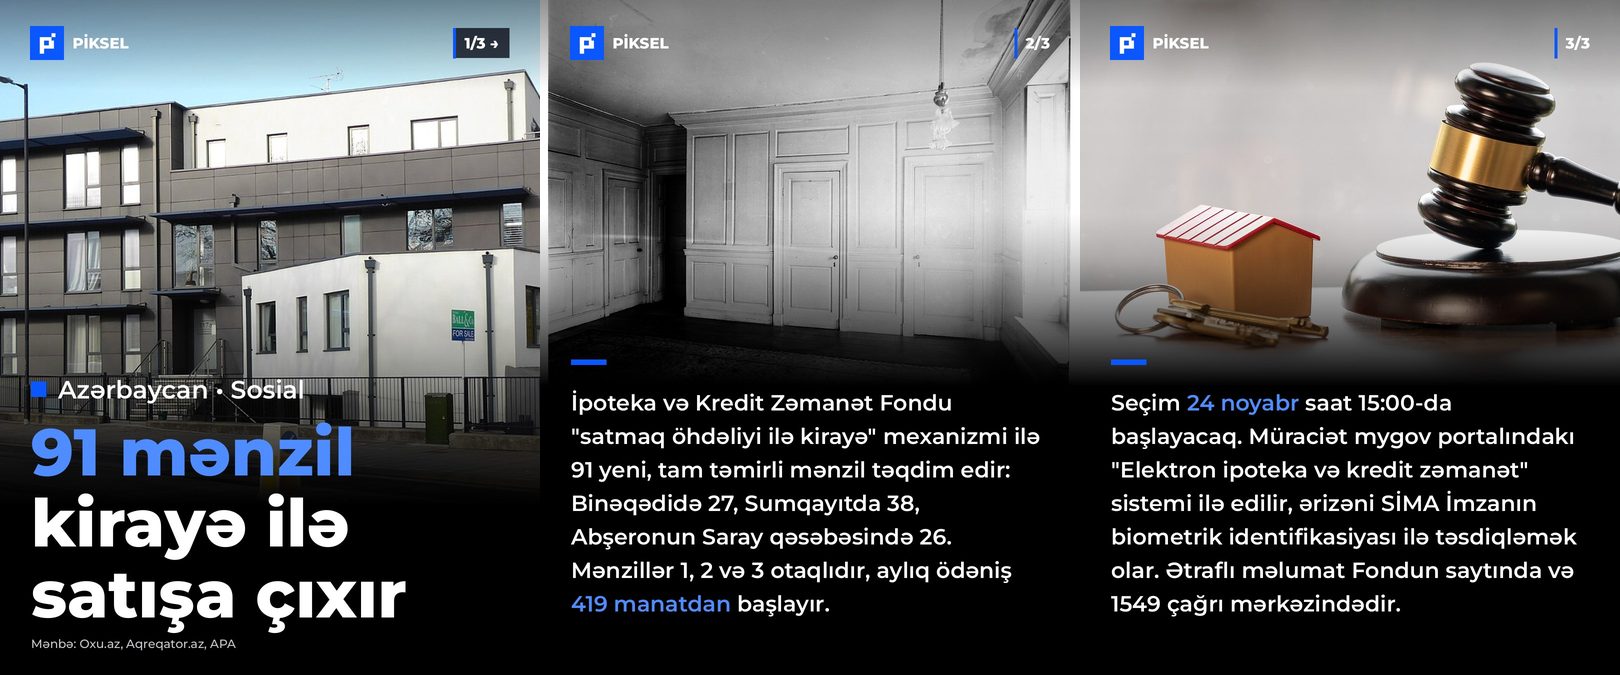 PİKSEL
1/3 →
BALL&Co
FOR SALE
Azərbaycan • Sosial
91 mənzil
kirayə ilə
satışa çıxır
Mənbə: Oxu.az, Aqreqator.az, APA
PİKSEL
2/3
İpoteka və Kredit Zəmanət Fondu
"satmaq öhdəliyi ilə kirayə" mexanizmi ilə
91 yeni, tam təmirli mənzil təqdim edir:
Binəqədidə 27, Sumqayıtda 38,
Abşeronun Saray qəsəbəsində 26.
Mənzillər 1, 2 və 3 otaqlıdır, aylıq ödəniş
419 manatdan başlayır.
PİKSEL
3/3
Seçim 24 noyabr saat 15:00-da
başlayacaq. Müraciət mygov portalındakı
"Elektron ipoteka və kredit zəmanət"
sistemi ilə edilir, ərizəni SİMA İmzanın
biometrik identifikasiyası ilə təsdiqləmək
olar. Ətraflı məlumat Fondun saytında və
1549 çağrı mərkəzindədir.